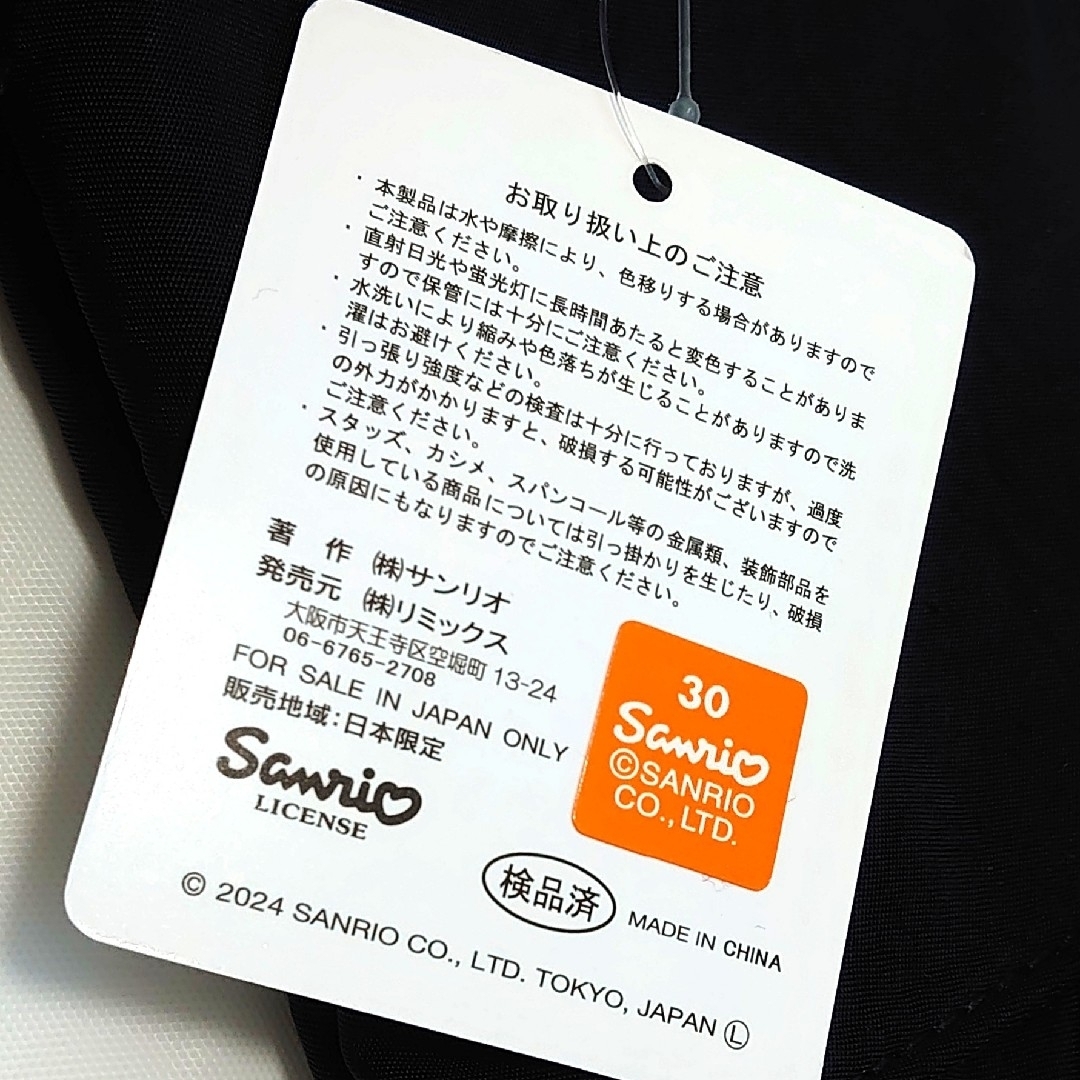 お取り扱い上のご注意
・本製品は水や摩擦により、色移りする場合がありますので
ご注意ください。
・直射日光や蛍光灯に長時間あたると変色することがありま
すので保管には十分にご注意ください。
・水洗いにより縮みや色落ちが生じることがありますので洗
濯はお避けください。
・引っ張り強度などの検査は十分に行っておりますが、過度
の外力がかかりますと、破損する可能性がございますので
ご注意ください。
・スタッズ、カシメ、スパンコール等の金属類、装飾部品を
使用している商品については引っ掛かりを生じたり、破損
の原因にもなりますのでご注意ください。
著 作 ㈱サンリオ
発売元 ㈱リミックス
大阪市天王寺区空堀町 13-24
06-6765-2708
FOR SALE IN JAPAN ONLY
販売地域：日本限定
Sanrio
LICENSE
30
Sanrio
©SANRIO
CO., LTD.
検品済
MADE IN CHINA
© 2024 SANRIO CO., LTD. TOKYO, JAPAN Ⓛ